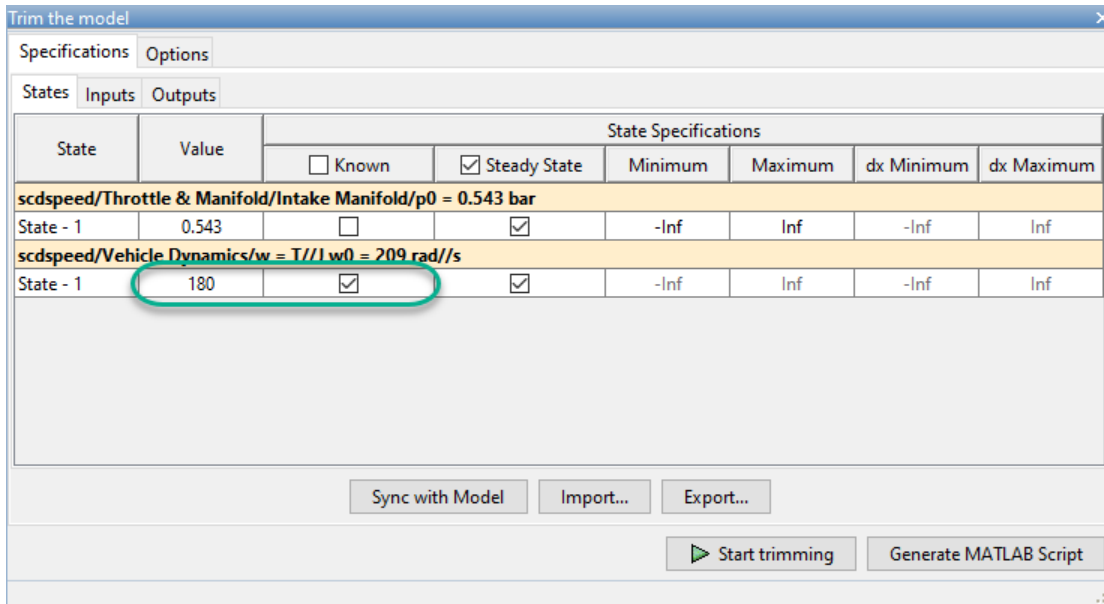 Trim the model
Specifications Options
States Inputs Outputs
State Value State Specifications
Known Steady State Minimum Maximum dx Minimum dx Maximum
scdspeed/Throttle & Manifold/Intake Manifold/p0 = 0.543 bar
State - 1 0.543 -Inf Inf -Inf Inf
scdspeed/Vehicle Dynamics/w = T//J w0 = 209 rad//s
State - 1 180 -Inf Inf -Inf Inf
Sync with Model Import... Export...
Start trimming Generate MATLAB Script